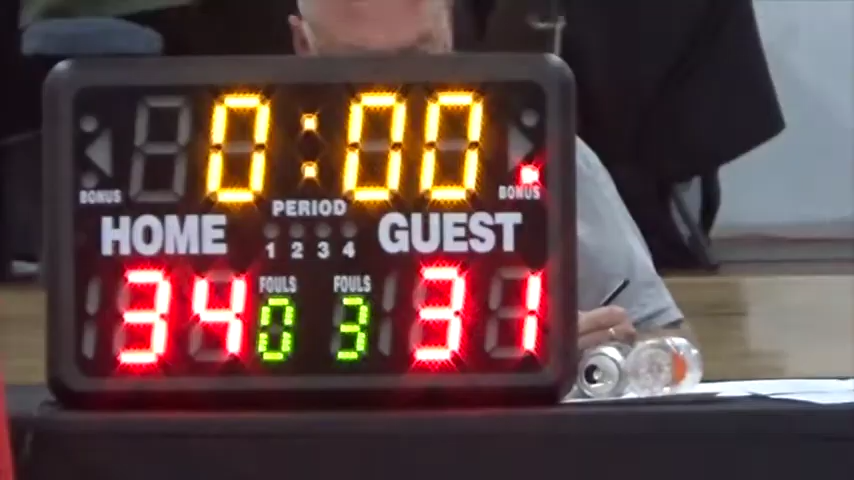 0:00
BONUS BONUS
PERIOD
HOME GUEST
1 2 3 4
FOULS FOULS
34 0 3 31